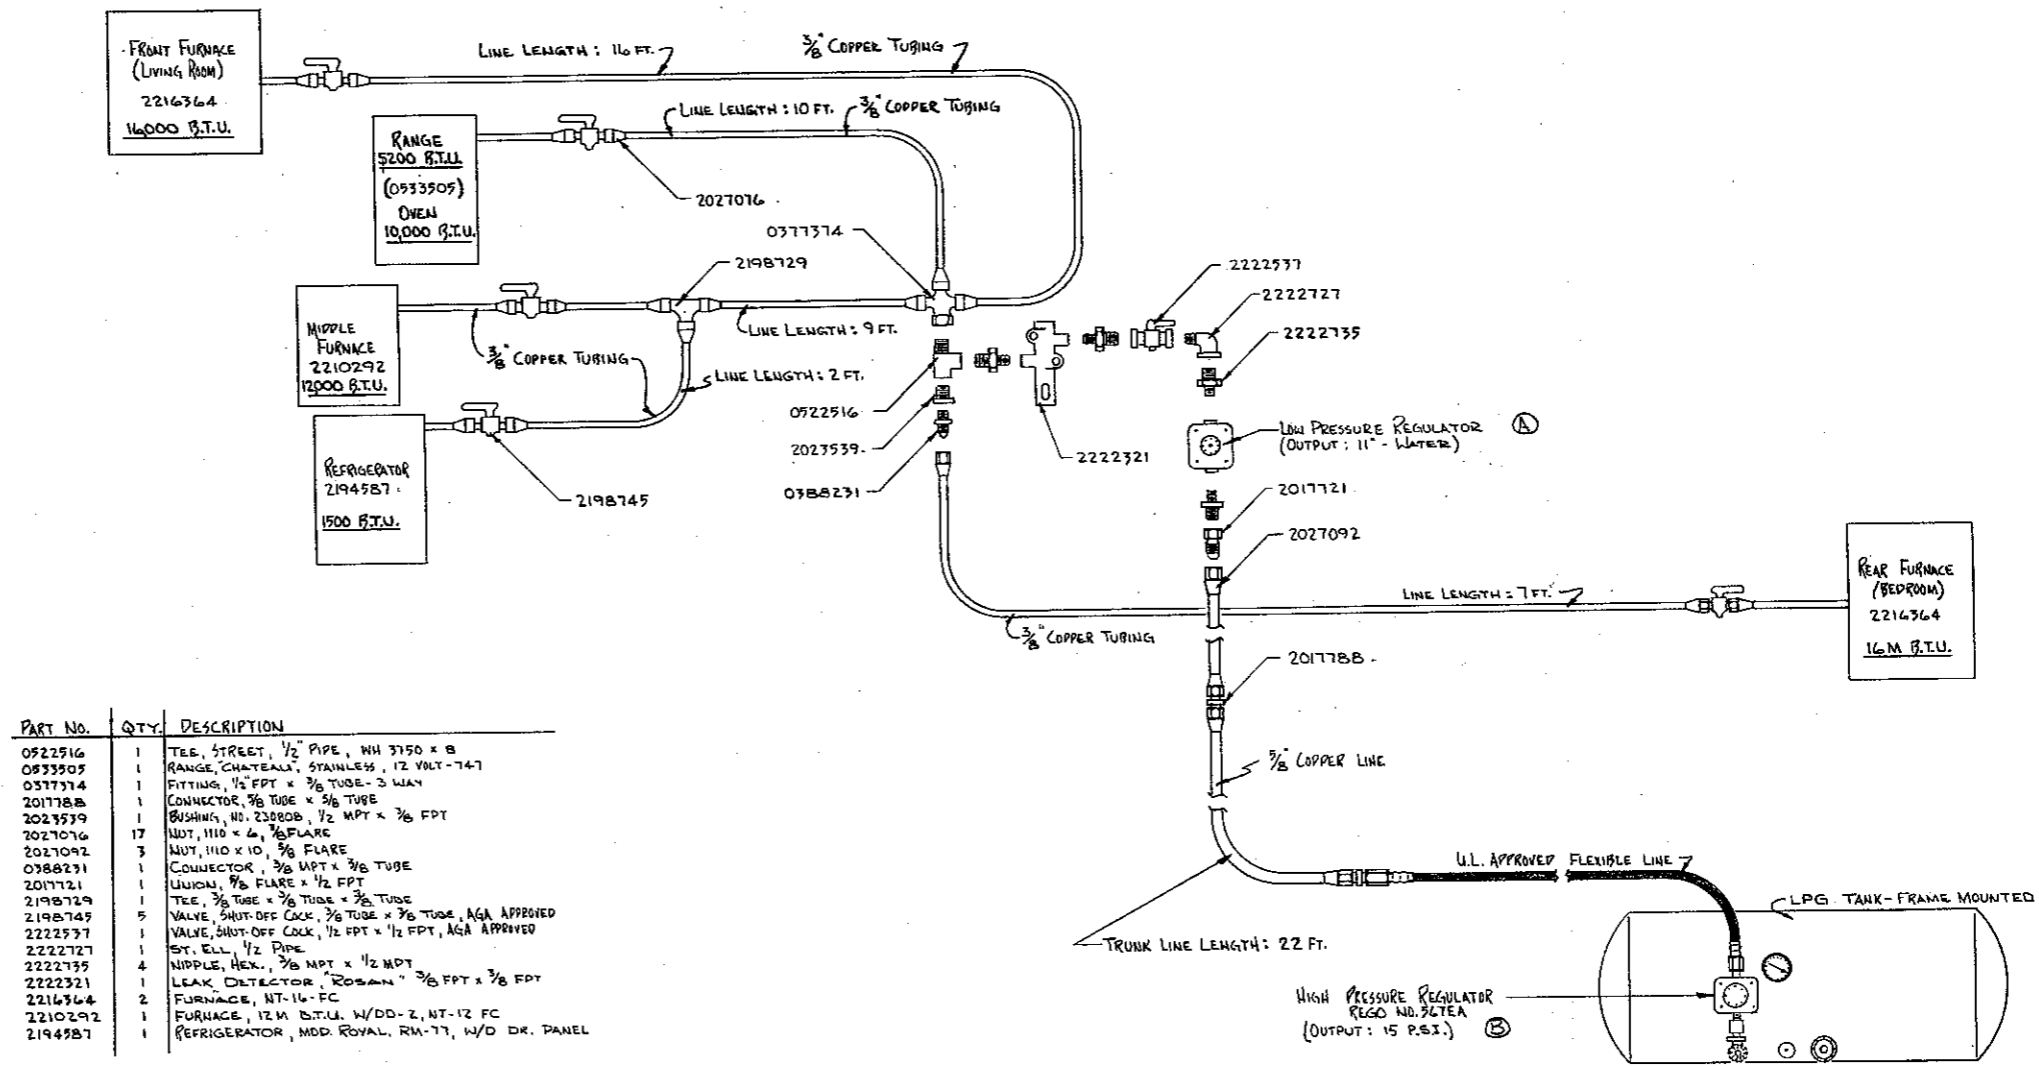 FRONT FURNACE
(LIVING ROOM)
2216364
16,000 B.T.U.
LINE LENGTH: 16 FT.
3/8" COPPER TUBING
RANGE
5200 B.T.U.
(0533505)
OVEN
10,000 B.T.U.
LINE LENGTH: 10 FT.
3/8" COPPER TUBING
2027076
0377374
2198729
MIDDLE
FURNACE
2210292
12000 B.T.U.
3/8" COPPER TUBING
LINE LENGTH: 9 FT.
LINE LENGTH: 2 FT.
REFRIGERATOR
2194587
1500 B.T.U.
2198745
0522516
2023539
0388231
2222537
2222727
2222735
2222321
LOW PRESSURE REGULATOR
(OUTPUT: 11" - WATER)
A
2017721
2027092
LINE LENGTH: 7 FT.
3/8" COPPER TUBING
REAR FURNACE
(BEDROOM)
2216364
16 M B.T.U.
2017788
5/8" COPPER LINE
TRUNK LINE LENGTH: 22 FT.
U.L. APPROVED FLEXIBLE LINE
LPG TANK-FRAME MOUNTED
HIGH PRESSURE REGULATOR
REGO NO. 567EA
(OUTPUT: 15 P.S.I.)
B
PART NO. QTY. DESCRIPTION
0522516 1 TEE, STREET, 1/2" PIPE, WH 3750 x 8
0533505 1 RANGE, "CHATEAU", STAINLESS, 12 VOLT-747
0377374 1 FITTING, 1/2" FPT x 3/8 TUBE-3 WAY
2017788 1 CONNECTOR, 5/8 TUBE x 5/8 TUBE
2023539 1 BUSHING, NO. 230808, 1/2 MPT x 3/8 FPT
2027076 17 NUT, 1110 x 6, 3/8 FLARE
2027092 3 NUT, 1110 x 10, 5/8 FLARE
0388231 1 CONNECTOR, 3/8 MPT x 3/8 TUBE
2017721 1 UNION, 5/8 FLARE x 1/2 FPT
2198729 1 TEE, 3/8 TUBE x 3/8 TUBE x 3/8 TUBE
2198745 5 VALVE, SHUT-OFF COCK, 3/8 TUBE x 3/8 TUBE, AGA APPROVED
2222537 1 VALVE, SHUT-OFF COCK, 1/2 FPT x 1/2 FPT, AGA APPROVED
2222727 1 ST. ELL, 1/2 PIPE
2222735 4 NIPPLE, HEX., 3/8 MPT x 1/2 MPT
2222321 1 LEAK DETECTOR, "ROSAN" 3/8 FPT x 3/8 FPT
2216364 2 FURNACE, NT-16-FC
2210292 1 FURNACE, 12 M B.T.U. W/DD-2, NT-12 FC
2194587 1 REFRIGERATOR, MOD. ROYAL, RM-77, W/O DR. PANEL